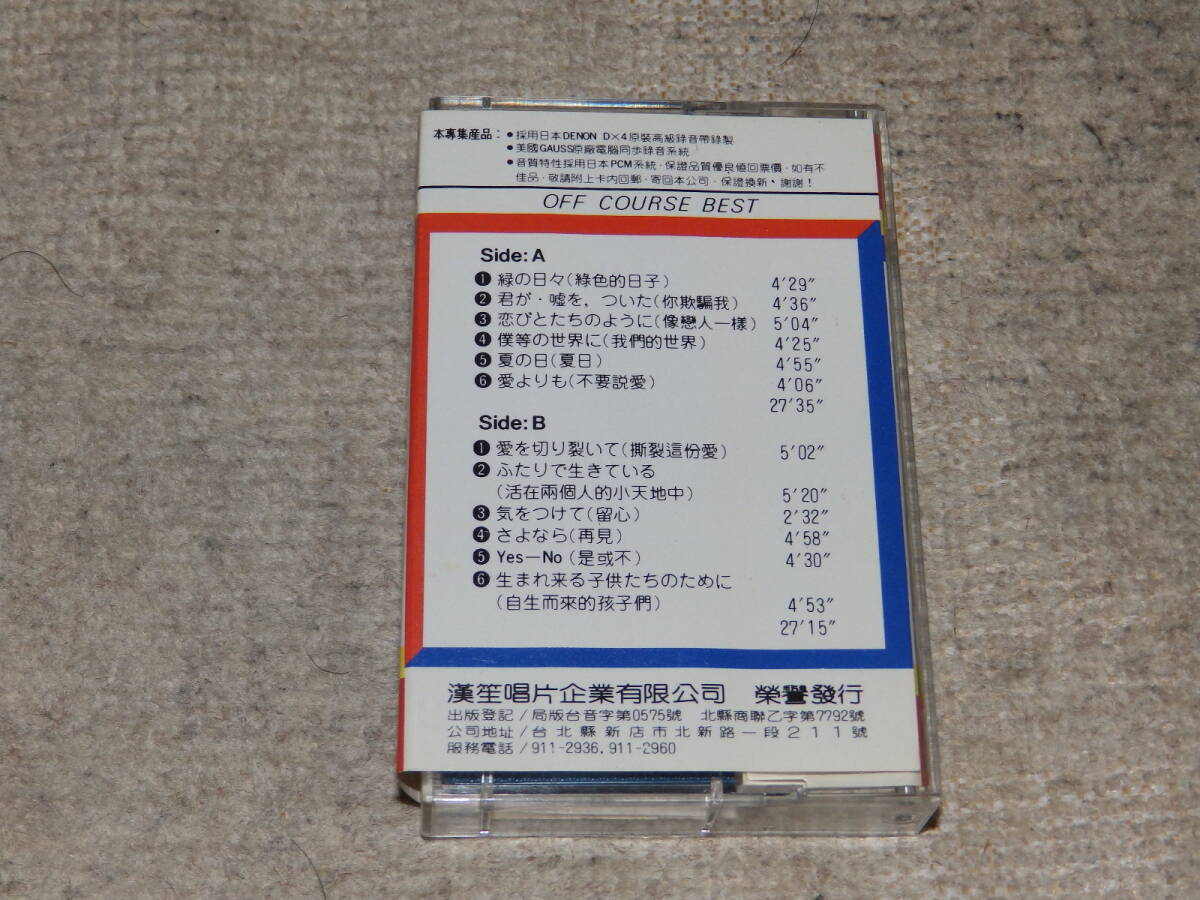 本專集産品：●採用日本DENON D×4原裝高級錄音帶錄製
●美國GAUSS原廠電腦同步錄音系統
●音質特性採用日本PCM系統‧保證品質優良値回票價‧如有不
佳品‧敬請附上卡内回郵‧寄回本公司‧保證換新、謝謝！
OFF COURSE BEST
Side: A
❶ 緑の日々(綠色的日子) 4′29″
❷ 君が・嘘を，ついた(你欺騙我) 4′36″
❸ 恋びとたちのように(像戀人一樣) 5′04″
❹ 僕等の世界に(我們的世界) 4′25″
❺ 夏の日(夏日) 4′55″
❻ 愛よりも(不要説愛) 4′06″
27′35″
Side: B
❶ 愛を切り裂いて(撕裂這份愛) 5′02″
❷ ふたりで生きている
(活在兩個人的小天地中) 5′20″
❸ 気をつけて(留心) 2′32″
❹ さよなら(再見) 4′58″
❺ Yes－No (是或不) 4′30″
❻ 生まれ来る子供たちのために
(自生而來的孩子們) 4′53″
27′15″
漢笙唱片企業有限公司 榮譽發行
出版登記／局版台音字第0575號 北縣商聯乙字第7792號
公司地址／台北縣新店市北新路一段211號
服務電話／911-2936, 911-2960